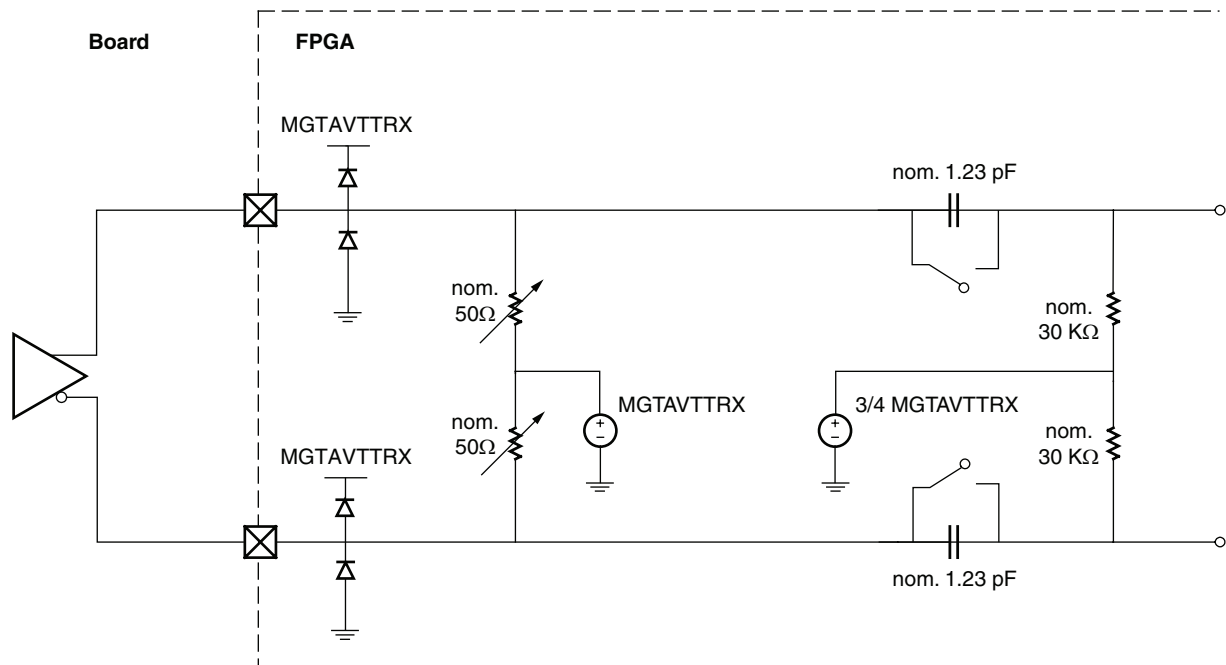 Board
FPGA
MGTAVTTRX
nom. 1.23 pF
nom.
50Ω
nom.
30 KΩ
MGTAVTTRX
+
−
3/4 MGTAVTTRX
+
−
nom.
50Ω
nom.
30 KΩ
MGTAVTTRX
nom. 1.23 pF